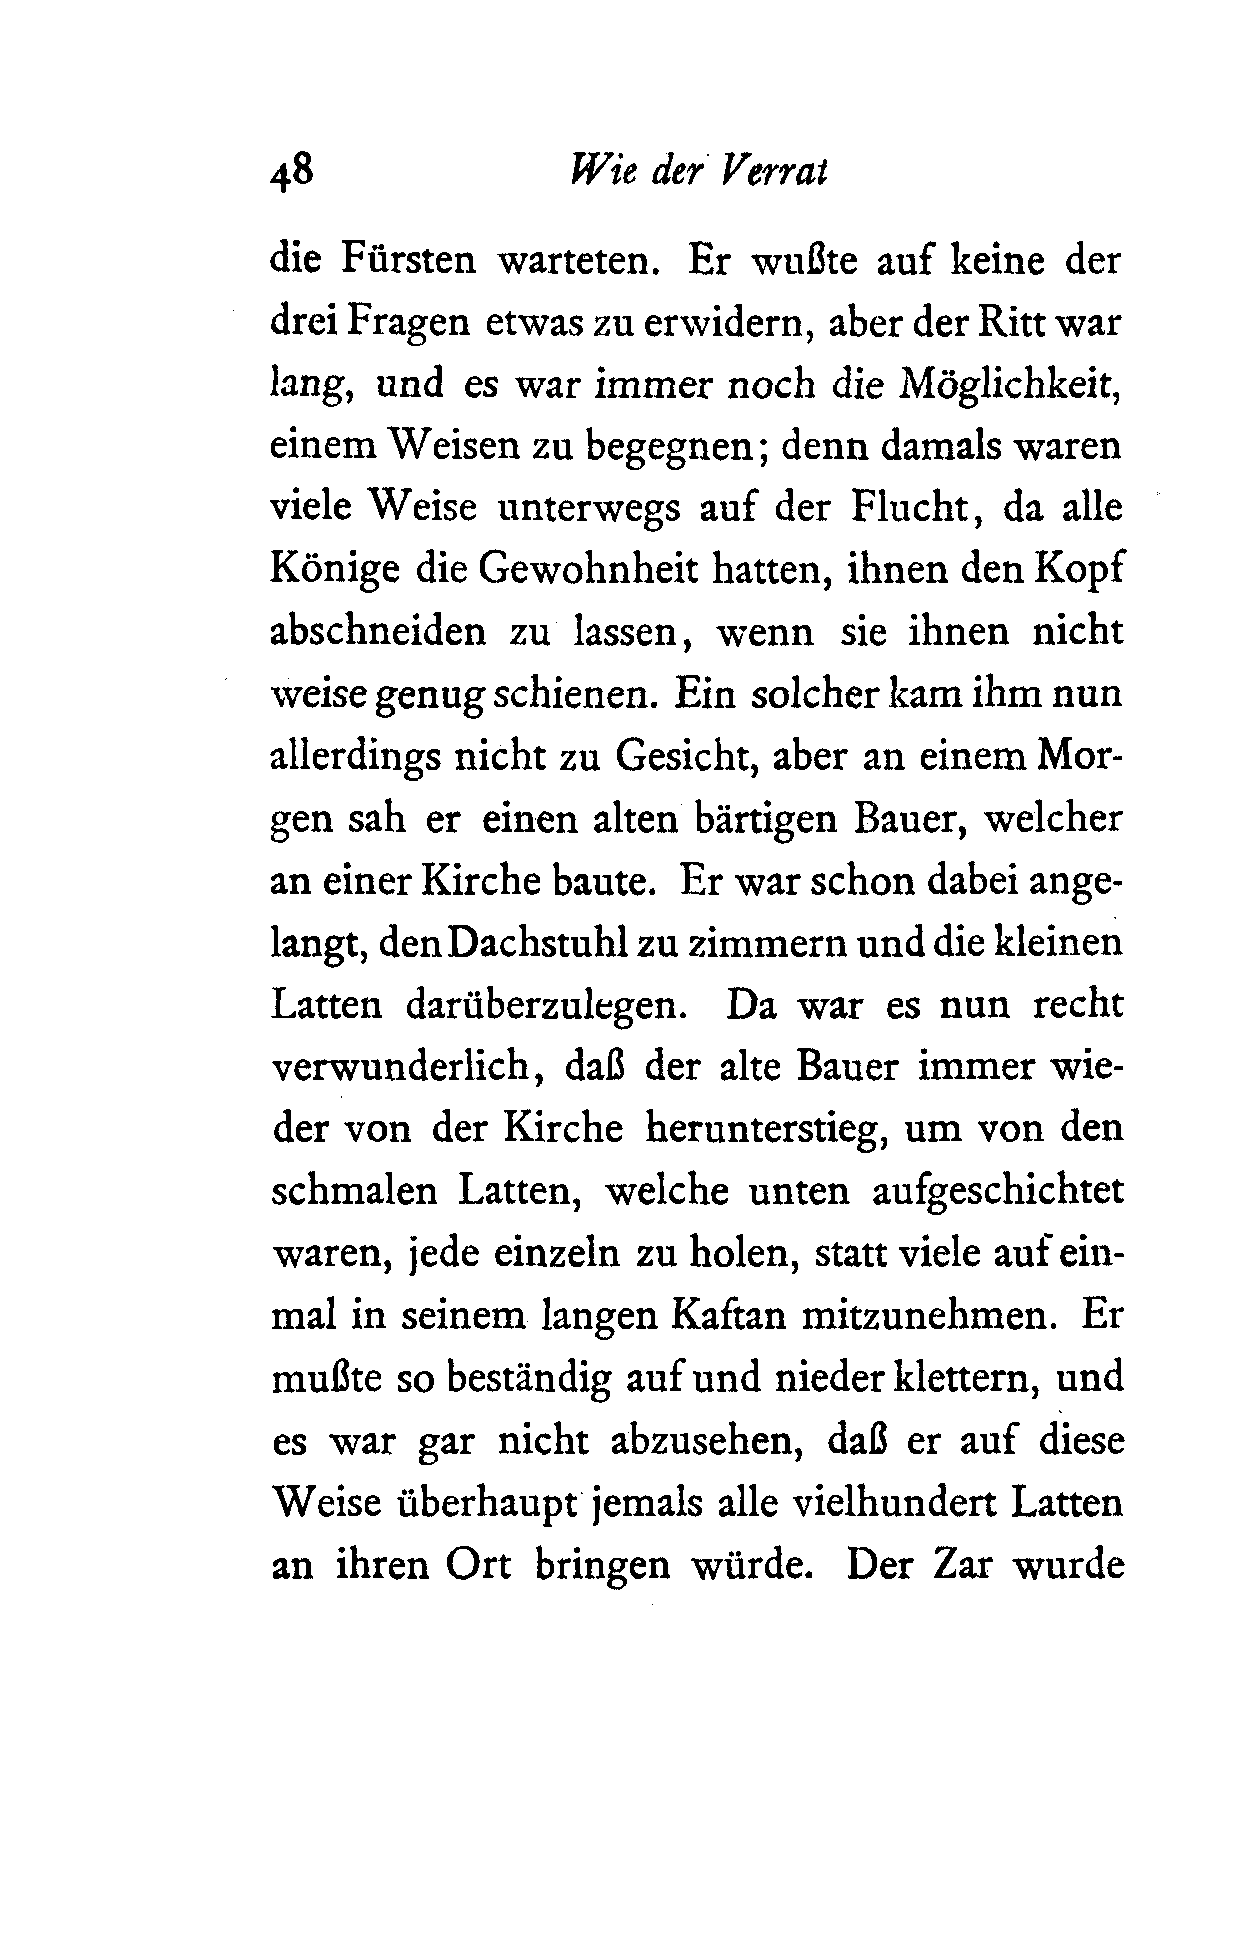 48 Wie der Verrat
die Fürsten warteten. Er wußte auf keine der
drei Fragen etwas zu erwidern, aber der Ritt war
lang, und es war immer noch die Möglichkeit,
einem Weisen zu begegnen; denn damals waren
viele Weise unterwegs auf der Flucht, da alle
Könige die Gewohnheit hatten, ihnen den Kopf
abschneiden zu lassen, wenn sie ihnen nicht
weise genug schienen. Ein solcher kam ihm nun
allerdings nicht zu Gesicht, aber an einem Mor-
gen sah er einen alten bärtigen Bauer, welcher
an einer Kirche baute. Er war schon dabei ange-
langt, den Dachstuhl zu zimmern und die kleinen
Latten darüberzulegen. Da war es nun recht
verwunderlich, daß der alte Bauer immer wie-
der von der Kirche herunterstieg, um von den
schmalen Latten, welche unten aufgeschichtet
waren, jede einzeln zu holen, statt viele auf ein-
mal in seinem langen Kaftan mitzunehmen. Er
mußte so beständig auf und nieder klettern, und
es war gar nicht abzusehen, daß er auf diese
Weise überhaupt jemals alle vielhundert Latten
an ihren Ort bringen würde. Der Zar wurde